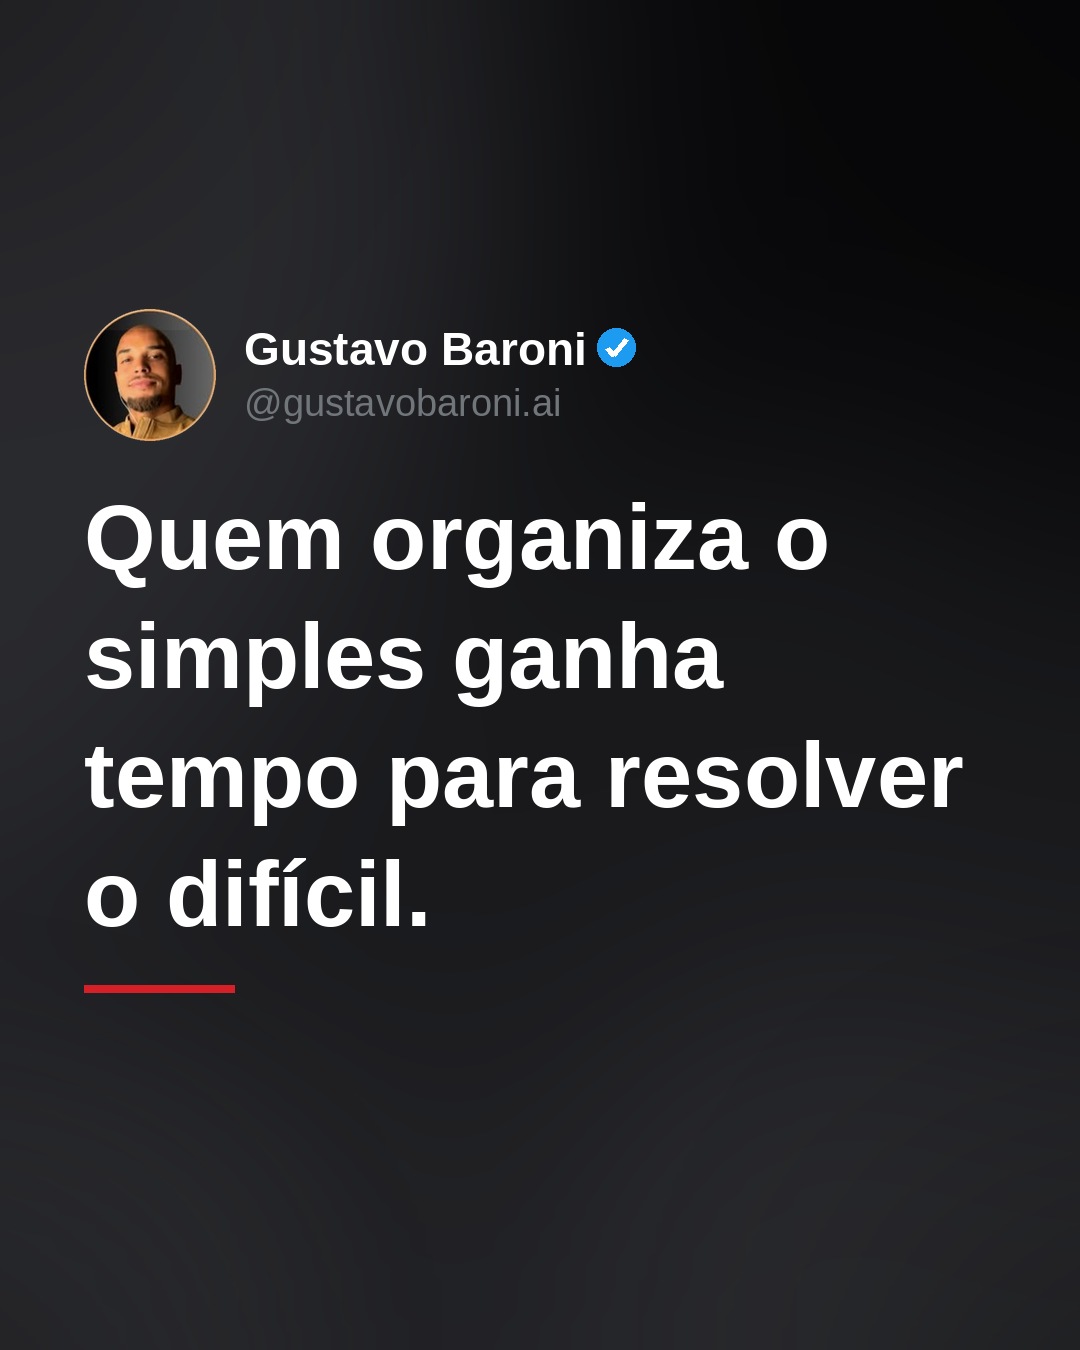 Gustavo Baroni
@gustavobaroni.ai
Quem organiza o
simples ganha
tempo para resolver
o difícil.